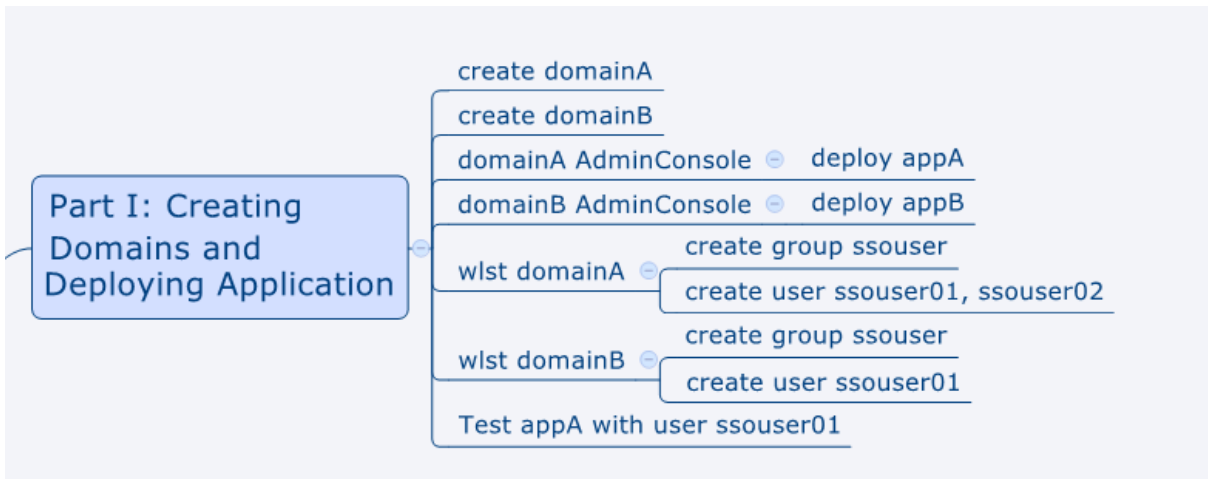 Part I: Creating
Domains and
Deploying Application
create domainA
create domainB
domainA AdminConsole
deploy appA
domainB AdminConsole
deploy appB
wlst domainA
create group ssouser
create user ssouser01, ssouser02
wlst domainB
create group ssouser
create user ssouser01
Test appA with user ssouser01